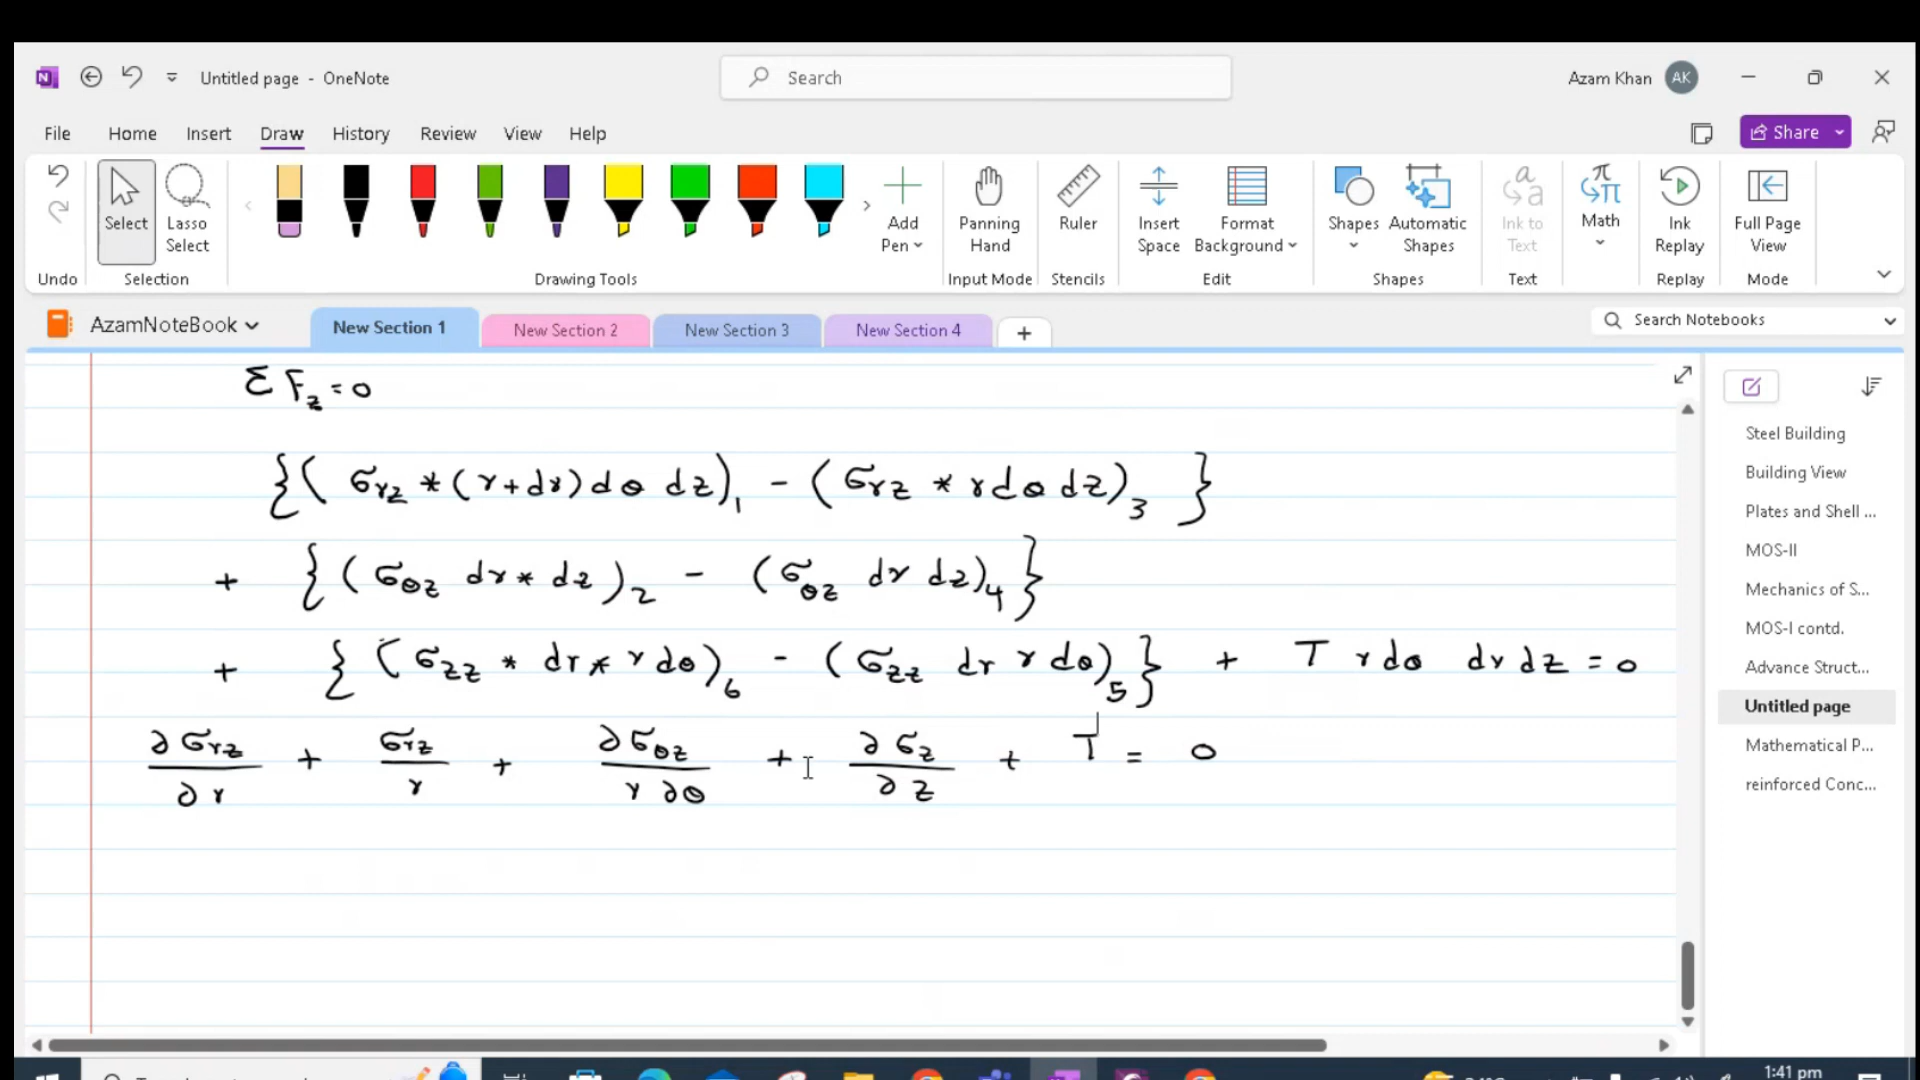 Untitled page - OneNote
Search
Azam Khan AK
File Home Insert Draw History Review View Help
Share
Select
Lasso Select
Add Pen
Panning Hand
Ruler
Insert Space
Format Background
Shapes
Automatic Shapes
Ink to Text
Math
Ink Replay
Full Page View
Undo Selection Drawing Tools Input Mode Stencils Edit Shapes Text Replay Mode
AzamNoteBook
New Section 1 New Section 2 New Section 3 New Section 4 +
Search Notebooks
Σ F_z = 0
{( σ_rz * (r+dr) dθ dz)_1 - (σ_rz * r dθ dz)_3 }
+ { (σ_θz dr * dz)_2 - (σ_θz dr dz)_4 }
+ { (σ_zz * dr * r dθ)_6 - (σ_zz dr r dθ)_5 } + T r dθ dr dz = 0
∂σ_rz/∂r + σ_rz/r + ∂σ_θz/r ∂θ + ∂σ_z/∂z + T = 0
Steel Building
Building View
Plates and Shell ...
MOS-II
Mechanics of S...
MOS-I contd.
Advance Struct...
Untitled page
Mathematical P...
reinforced Conc...
1:41 pm